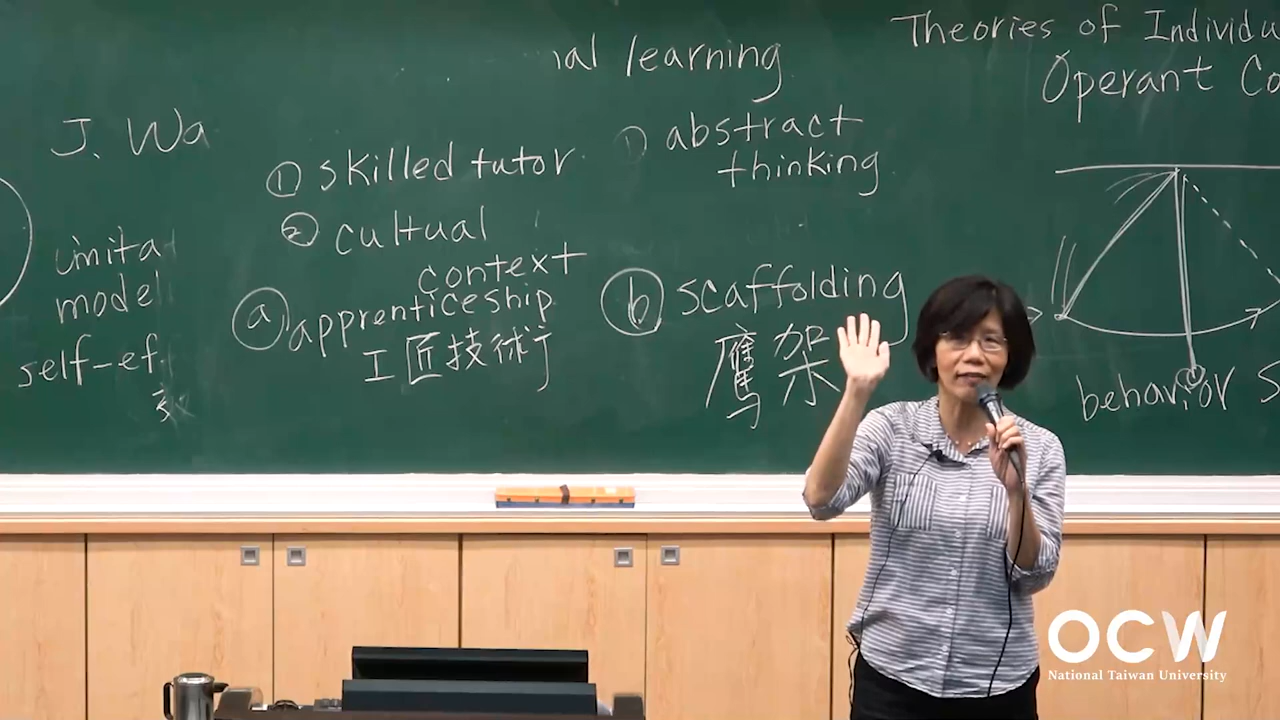 ial learning
Theories of Individu
Operant Co
J. Wa
① skilled tutor
② cultual
context
① abstract
thinking
imita
model
self-ef
ⓐ apprenticeship
工匠技術
ⓑ scaffolding
鷹架
behavior S
OCW
National Taiwan University